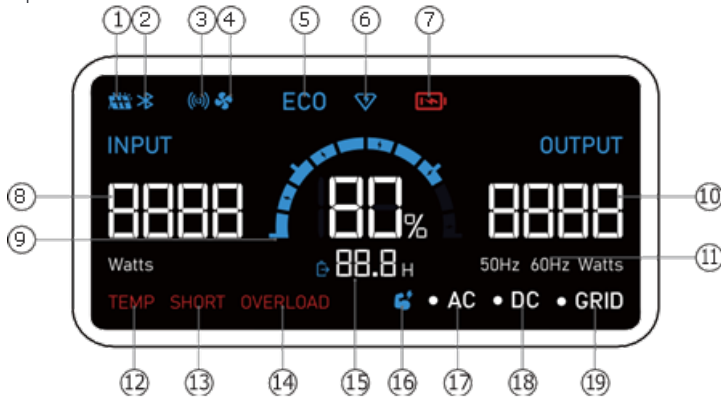 1 2 3 4 5 6 7
ECO
INPUT OUTPUT
8 8888 80% 8888 10
9
11
Watts 88.8 H 50Hz 60Hz Watts
TEMP SHORT OVERLOAD AC DC GRID
12 13 14 15 16 17 18 19